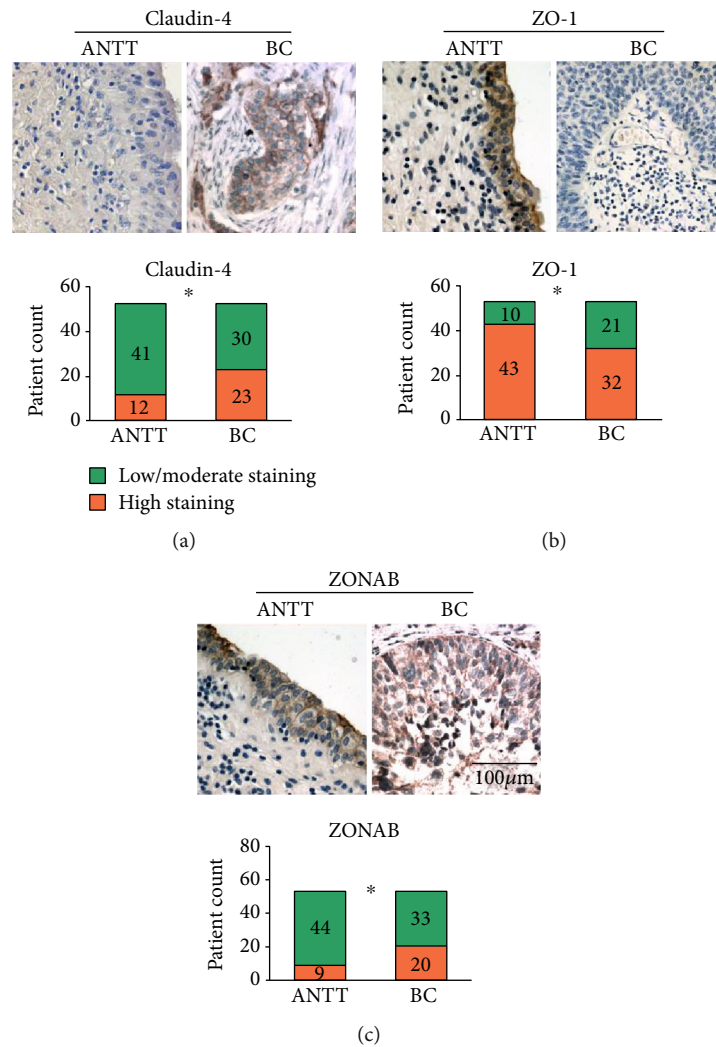 Claudin-4
ANTT BC
ZO-1
ANTT BC
Claudin-4
Patient count
60
40
20
0
41
12
30
23
*
ANTT BC
Low/moderate staining
High staining
(a)
ZO-1
Patient count
60
40
20
0
10
43
21
32
*
ANTT BC
(b)
ZONAB
ANTT BC
100μm
ZONAB
Patient count
80
60
40
20
0
44
9
33
20
*
ANTT BC
(c)